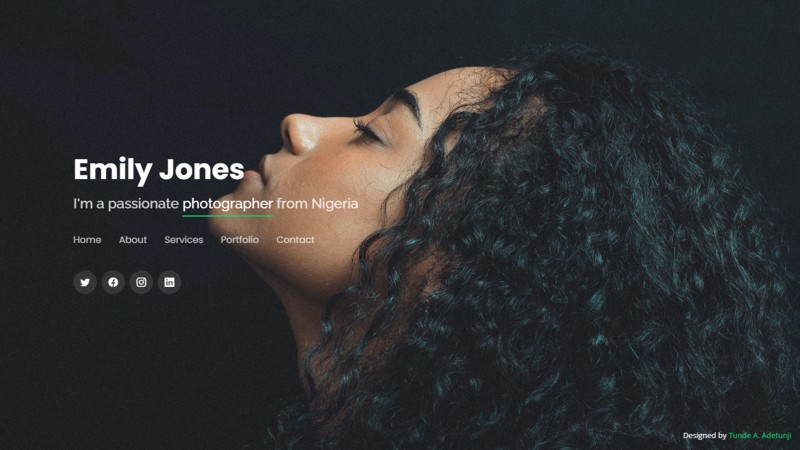 Emily Jones
I'm a passionate photographer from Nigeria
Home About Services Portfolio Contact
Designed by Tunde A. Adetunji